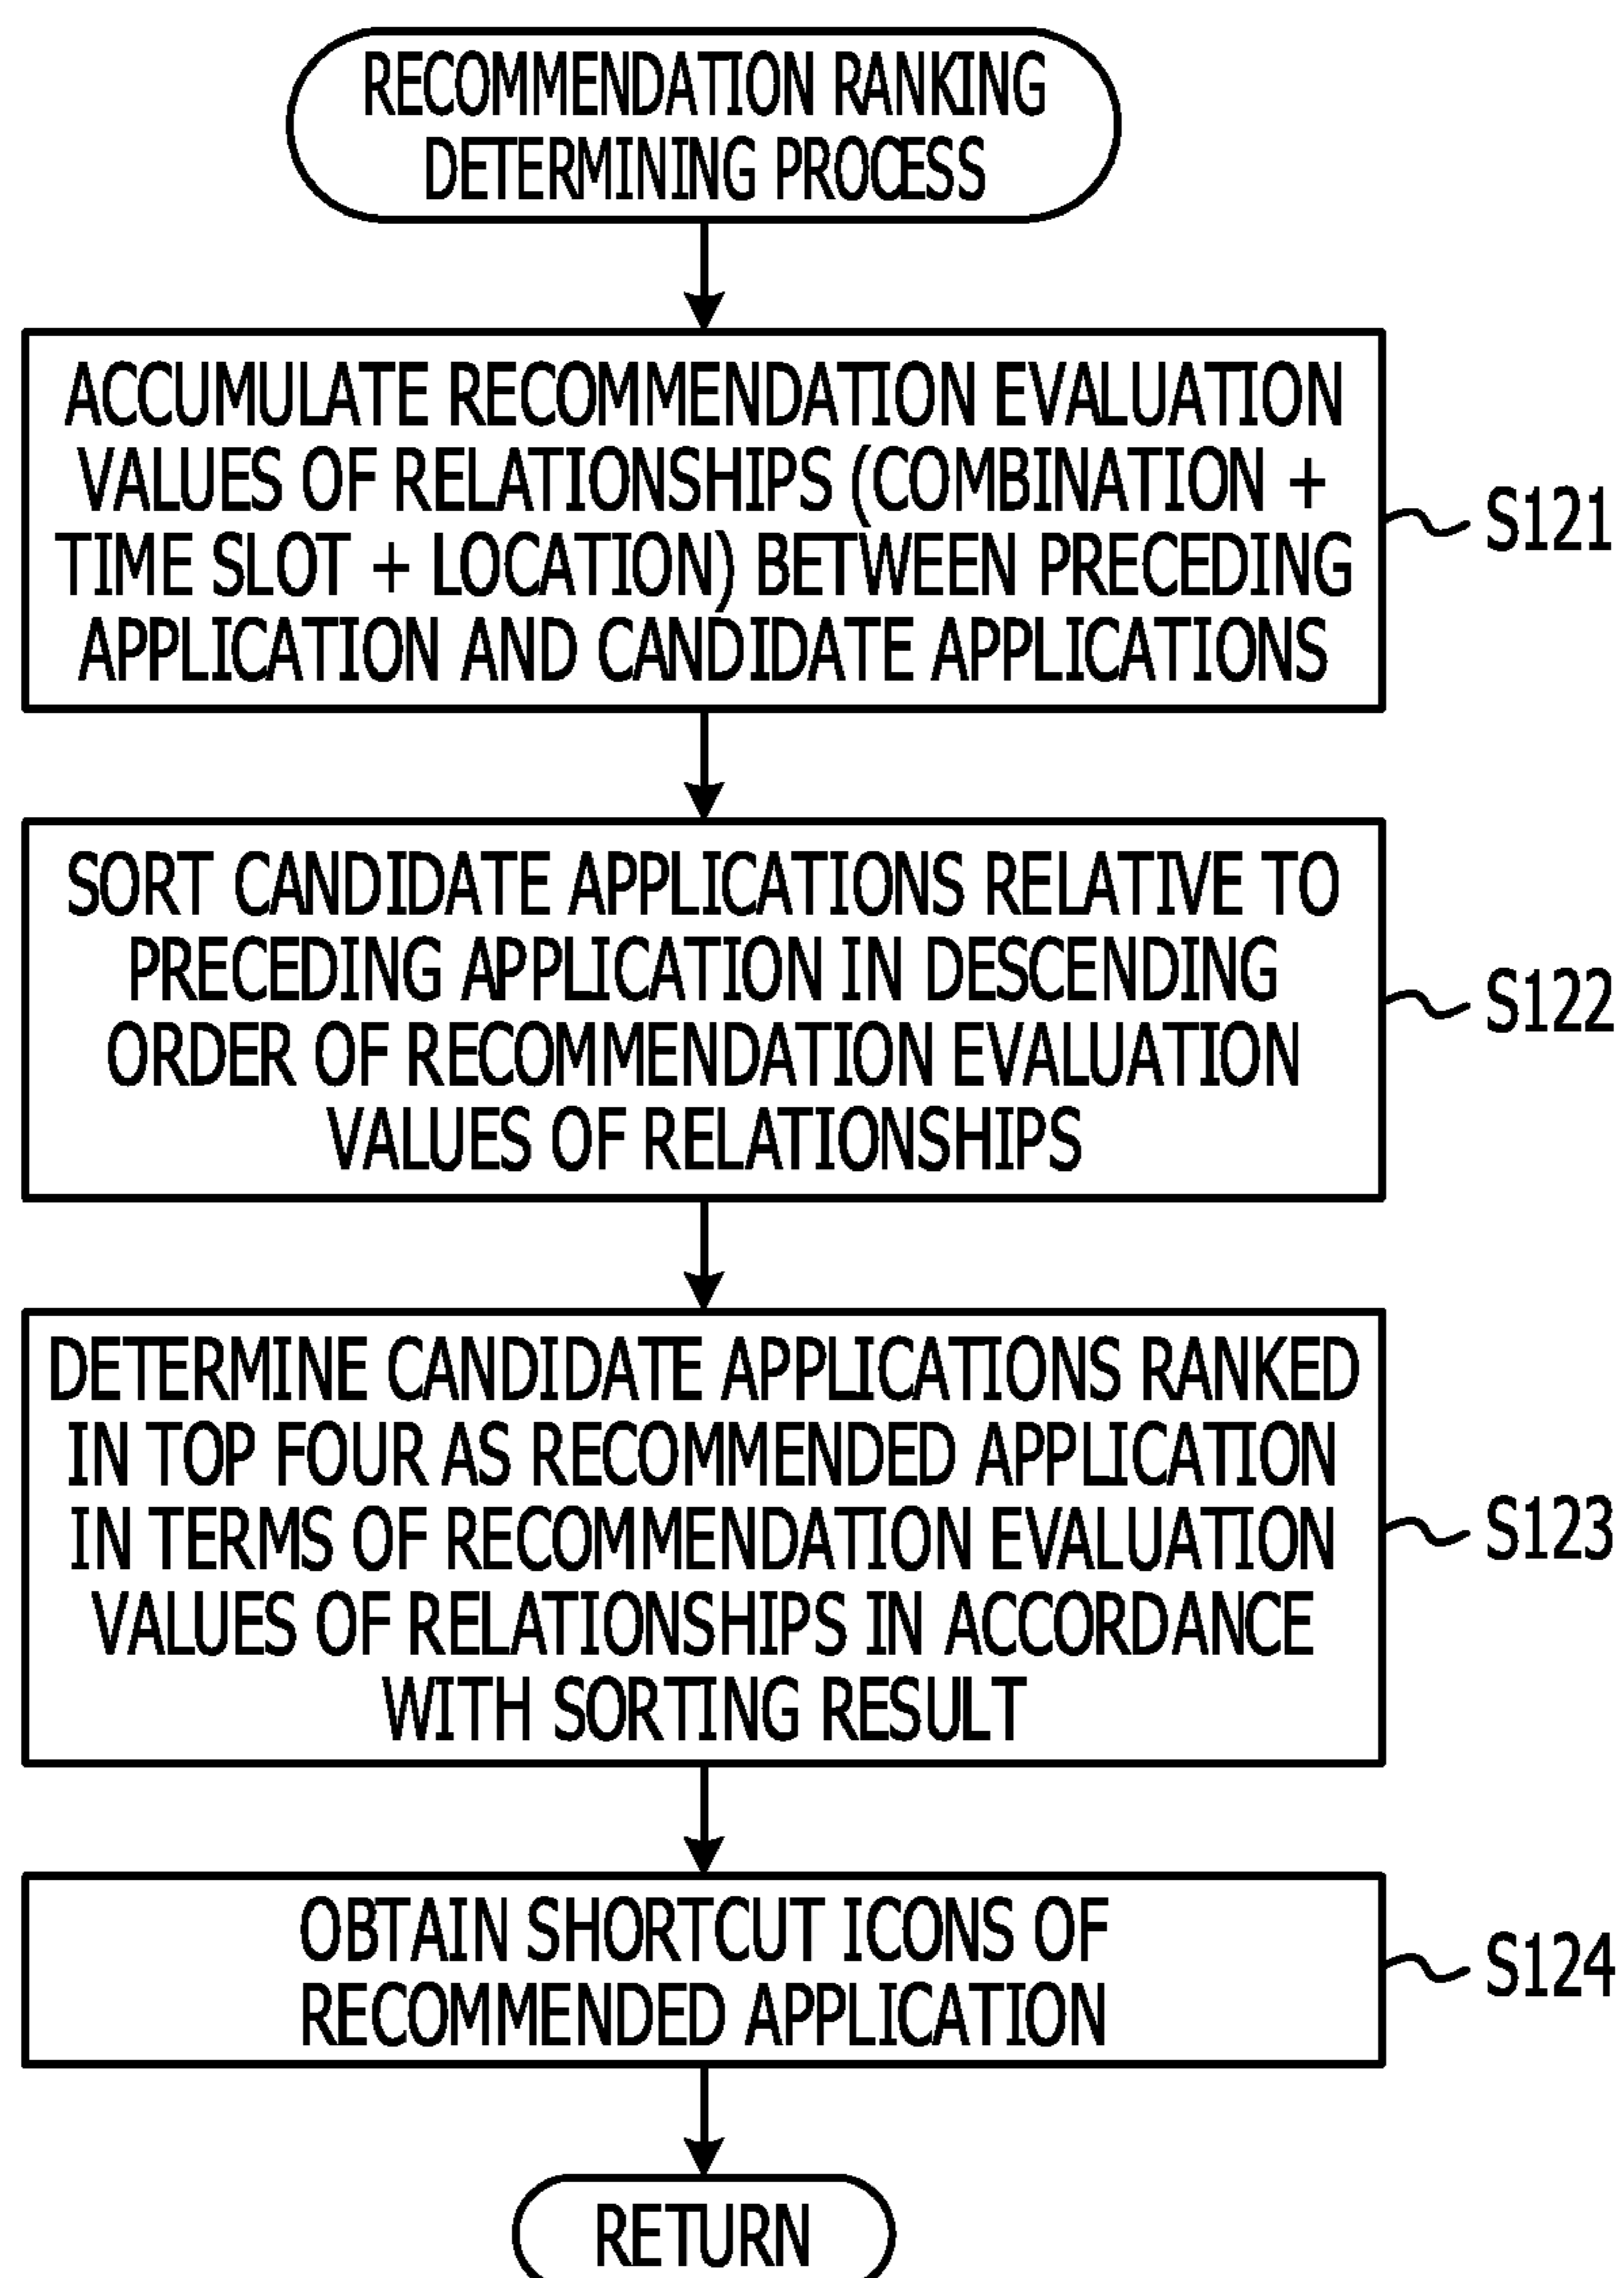 RECOMMENDATION RANKING
DETERMINING PROCESS
ACCUMULATE RECOMMENDATION EVALUATION
VALUES OF RELATIONSHIPS (COMBINATION +
TIME SLOT + LOCATION) BETWEEN PRECEDING
APPLICATION AND CANDIDATE APPLICATIONS
S121
SORT CANDIDATE APPLICATIONS RELATIVE TO
PRECEDING APPLICATION IN DESCENDING
ORDER OF RECOMMENDATION EVALUATION
VALUES OF RELATIONSHIPS
S122
DETERMINE CANDIDATE APPLICATIONS RANKED
IN TOP FOUR AS RECOMMENDED APPLICATION
IN TERMS OF RECOMMENDATION EVALUATION
VALUES OF RELATIONSHIPS IN ACCORDANCE
WITH SORTING RESULT
S123
OBTAIN SHORTCUT ICONS OF
RECOMMENDED APPLICATION
S124
RETURN